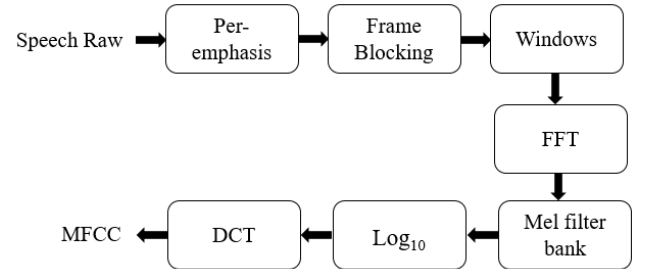 Speech Raw
Per-
emphasis
Frame
Blocking
Windows
FFT
Mel filter
bank
Log₁₀
DCT
MFCC